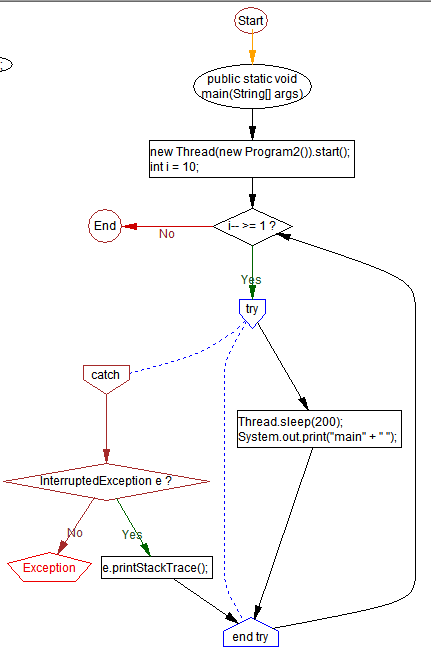 Start
public static void
main(String[] args)
new Thread(new Program2()).start();
int i = 10;
i-- >= 1 ?
End
No
Yes
try
catch
Thread.sleep(200);
System.out.print("main" + " ");
InterruptedException e ?
No
Yes
Exception
e.printStackTrace();
end try